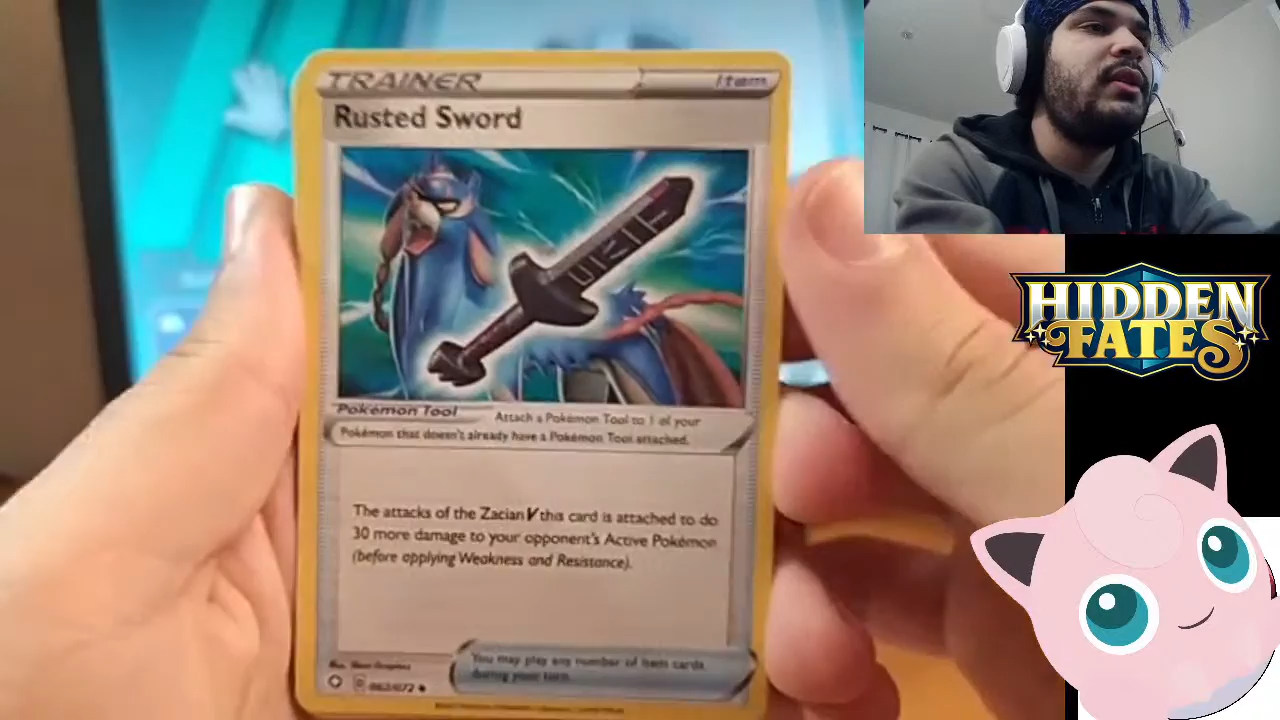 TRAINER
Item
Rusted Sword
Pokémon Tool
Attach a Pokémon Tool to 1 of your
Pokémon that doesn't already have a Pokémon Tool attached.
The attacks of the Zacian V this card is attached to do
30 more damage to your opponent's Active Pokémon
(before applying Weakness and Resistance).
You may play any number of Item cards
during your turn.
062/072
HIDDEN
FATES